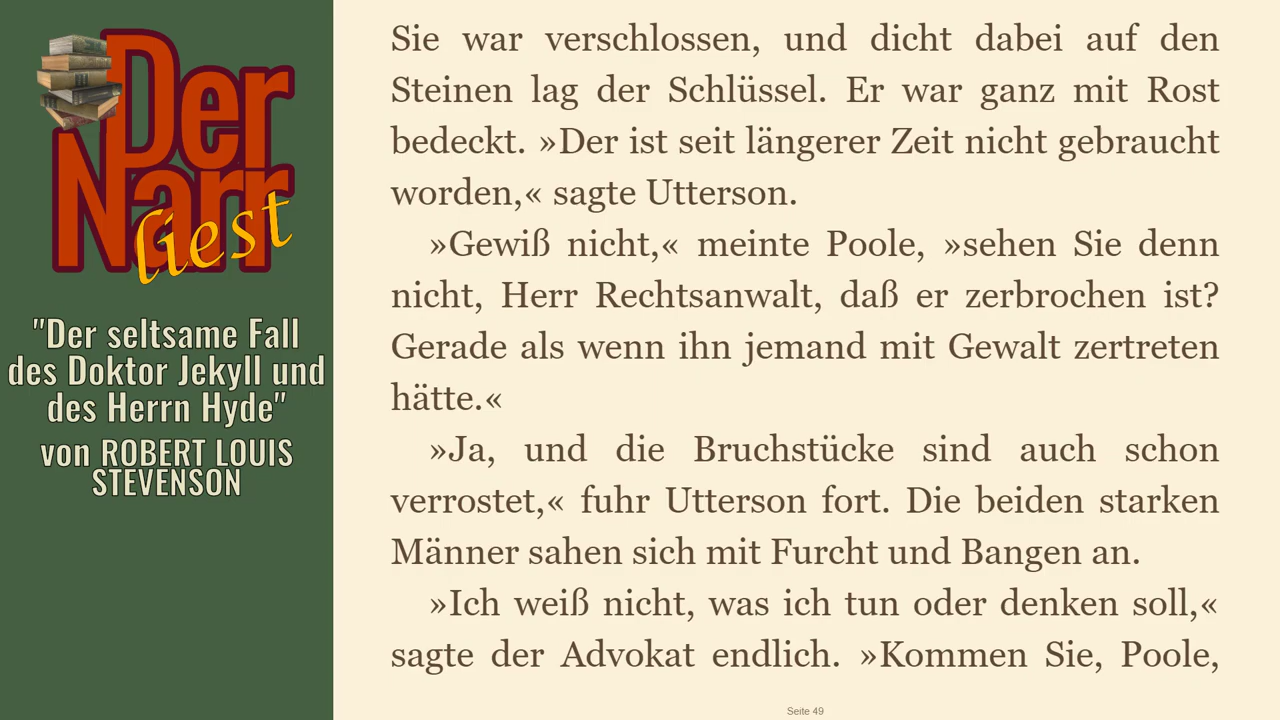 Der
Narr
liest
"Der seltsame Fall
des Doktor Jekyll und
des Herrn Hyde"
von ROBERT LOUIS
STEVENSON
Sie war verschlossen, und dicht dabei auf den
Steinen lag der Schlüssel. Er war ganz mit Rost
bedeckt. »Der ist seit längerer Zeit nicht gebraucht
worden,« sagte Utterson.
»Gewiß nicht,« meinte Poole, »sehen Sie denn
nicht, Herr Rechtsanwalt, daß er zerbrochen ist?
Gerade als wenn ihn jemand mit Gewalt zertreten
hätte.«
»Ja, und die Bruchstücke sind auch schon
verrostet,« fuhr Utterson fort. Die beiden starken
Männer sahen sich mit Furcht und Bangen an.
»Ich weiß nicht, was ich tun oder denken soll,«
sagte der Advokat endlich. »Kommen Sie, Poole,
Seite 49